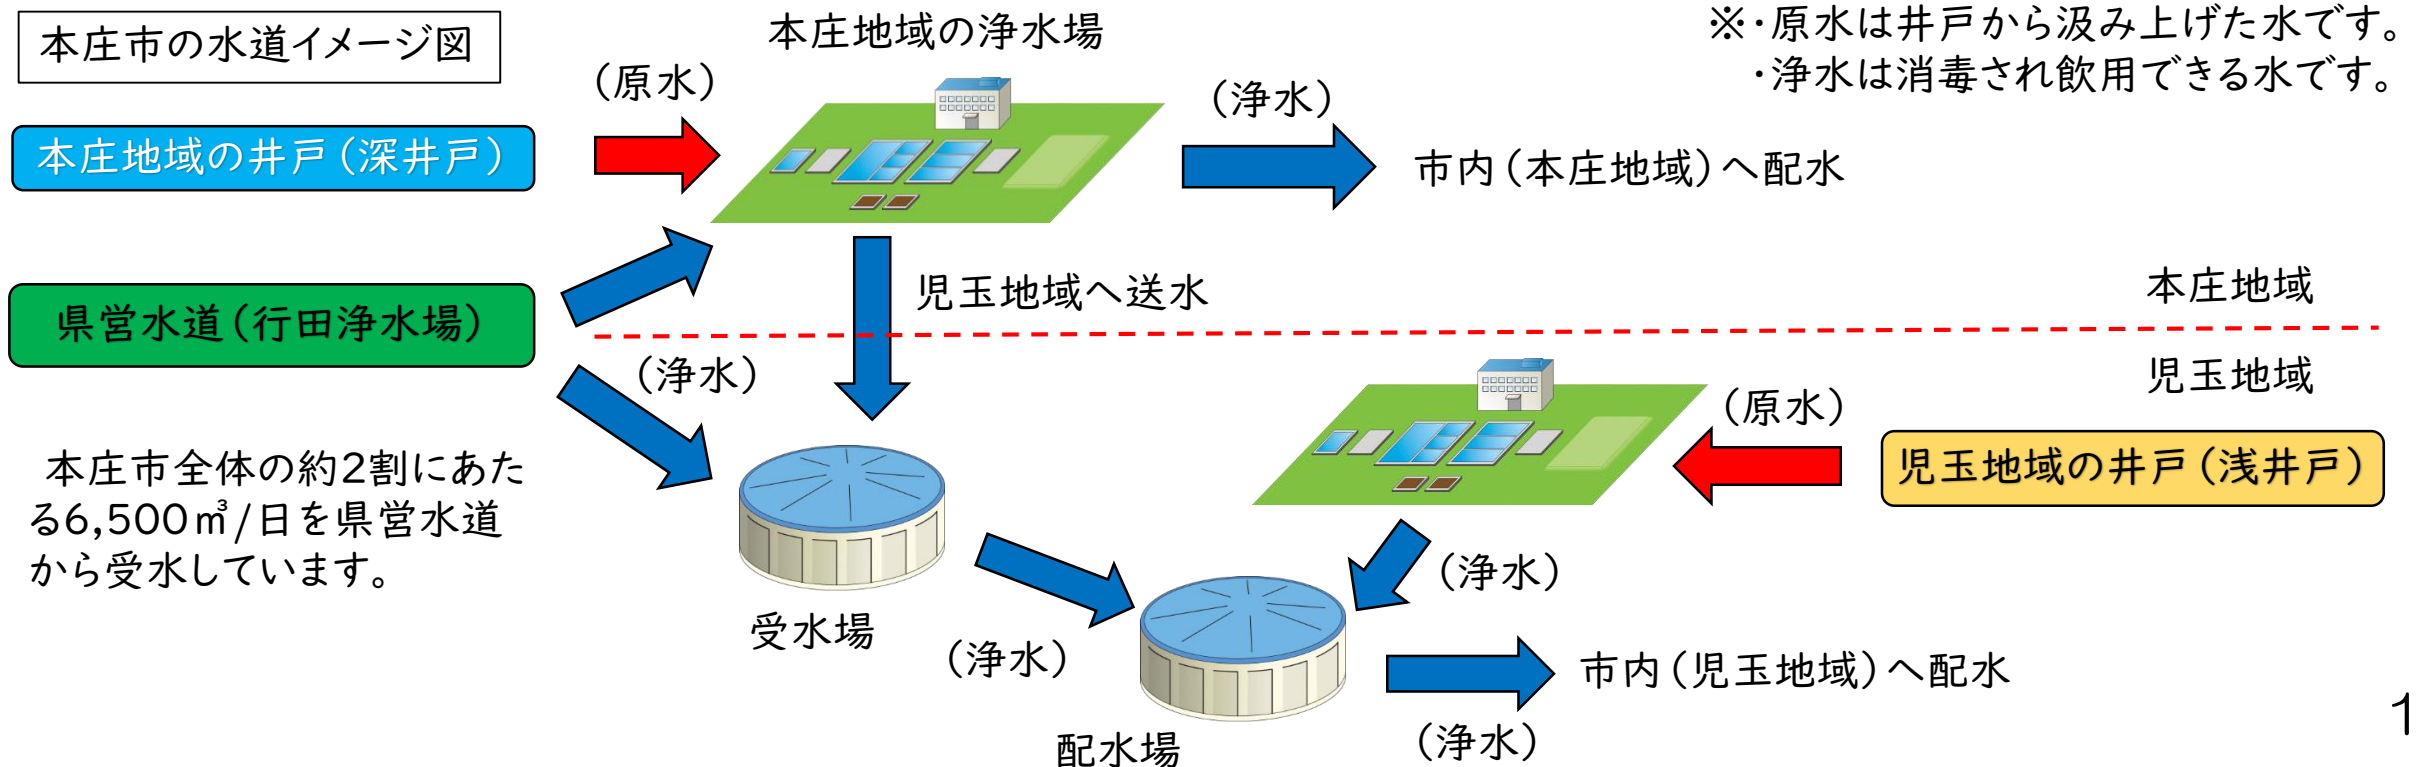 本庄市の水道イメージ図
本庄地域の浄水場
※・原水は井戸から汲み上げた水です。
・浄水は消毒され飲用できる水です。
(原水)
(浄水)
本庄地域の井戸(深井戸)
市内(本庄地域)へ配水
児玉地域へ送水
本庄地域
県営水道(行田浄水場)
(浄水)
児玉地域
(原水)
児玉地域の井戸(浅井戸)
本庄市全体の約2割にあた
る6,500㎥/日を県営水道
から受水しています。
(浄水)
受水場
(浄水)
市内(児玉地域)へ配水
配水場
(浄水)
1